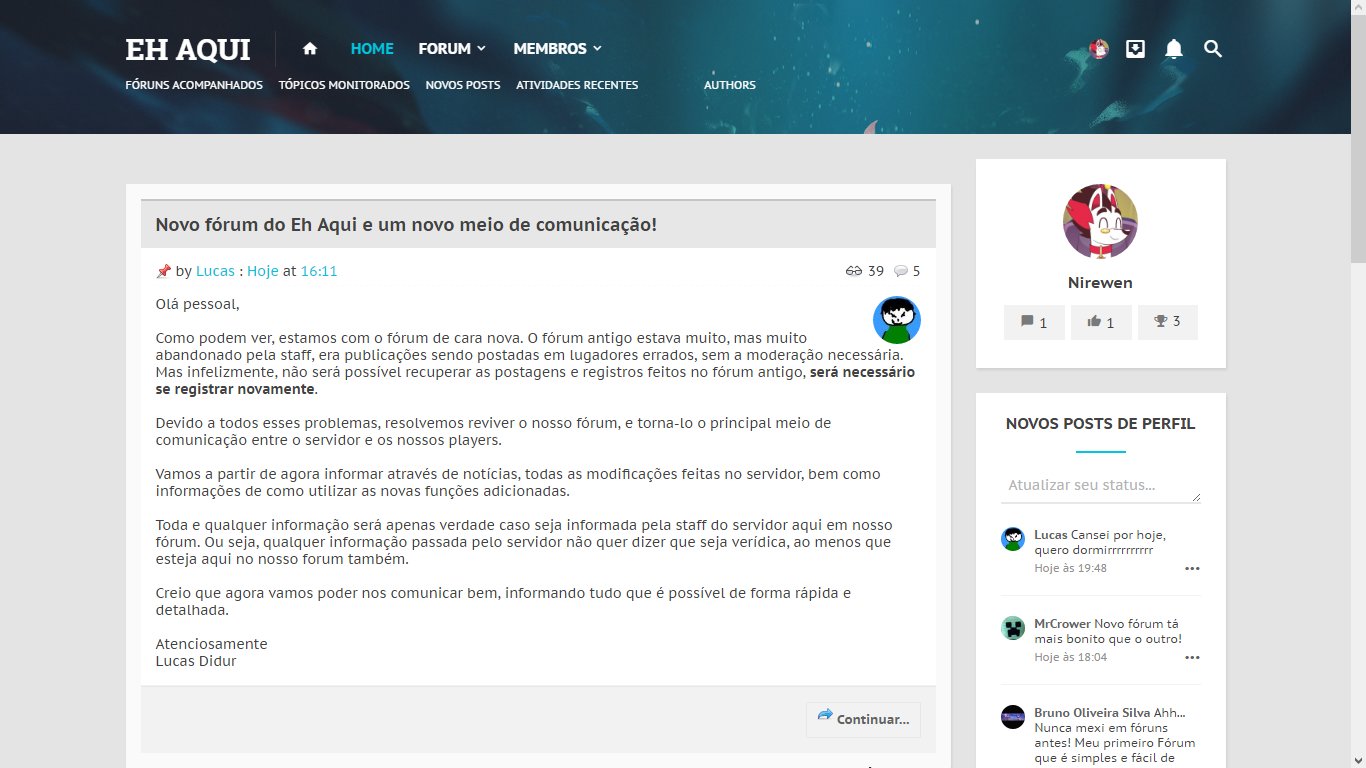 EH AQUI
HOME
FORUM
MEMBROS
FÓRUNS ACOMPANHADOS
TÓPICOS MONITORADOS
NOVOS POSTS
ATIVIDADES RECENTES
AUTHORS
Novo fórum do Eh Aqui e um novo meio de comunicação!
by Lucas : Hoje at 16:11
39
5
Olá pessoal,
Como podem ver, estamos com o fórum de cara nova. O fórum antigo estava muito, mas muito
abandonado pela staff, era publicações sendo postadas em lugadores errados, sem a moderação necessária.
Mas infelizmente, não será possível recuperar as postagens e registros feitos no fórum antigo, será necessário
se registrar novamente.
Devido a todos esses problemas, resolvemos reviver o nosso fórum, e torna-lo o principal meio de
comunicação entre o servidor e os nossos players.
Vamos a partir de agora informar através de notícias, todas as modificações feitas no servidor, bem como
informações de como utilizar as novas funções adicionadas.
Toda e qualquer informação será apenas verdade caso seja informada pela staff do servidor aqui em nosso
fórum. Ou seja, qualquer informação passada pelo servidor não quer dizer que seja verídica, ao menos que
esteja aqui no nosso forum também.
Creio que agora vamos poder nos comunicar bem, informando tudo que é possível de forma rápida e
detalhada.
Atenciosamente
Lucas Didur
Continuar...
Nirewen
1
1
3
NOVOS POSTS DE PERFIL
Atualizar seu status...
Lucas Cansei por hoje,
quero dormirrrrrrrrrr
Hoje às 19:48
MrCrower Novo fórum tá
mais bonito que o outro!
Hoje às 18:04
Bruno Oliveira Silva Ahh...
Nunca mexi em fóruns
antes! Meu primeiro Fórum
que é simples e fácil de